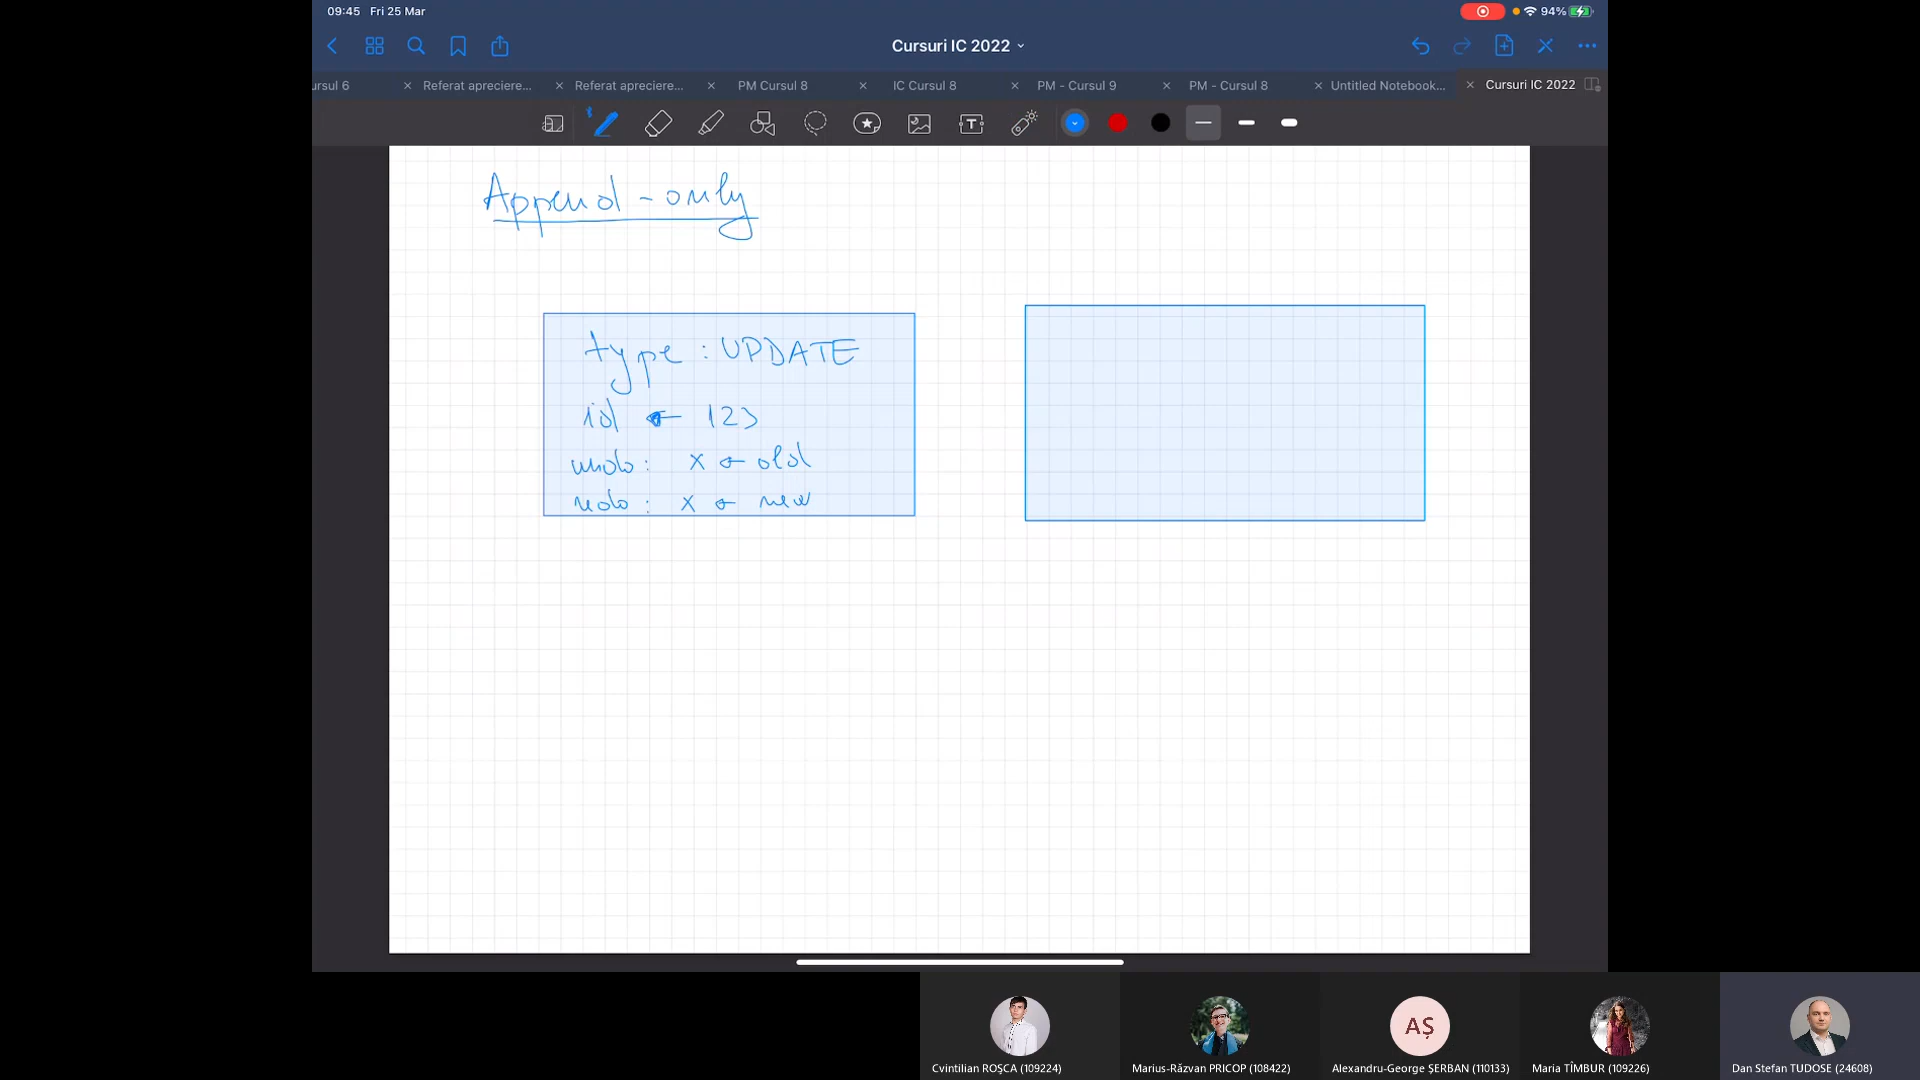 09:45 Fri 25 Mar
94%
Cursuri IC 2022
ursul 6
Referat apreciere...
Referat apreciere...
PM Cursul 8
IC Cursul 8
PM - Cursul 9
PM - Cursul 8
Untitled Notebook...
Cursuri IC 2022
Append-only
type : UPDATE
id ← 123
undo: x ← old
redo: x ← new
AȘ
Cvintilian ROȘCA (109224)
Marius-Răzvan PRICOP (108422)
Alexandru-George ȘERBAN (110133)
Maria TÎMBUR (109226)
Dan Stefan TUDOSE (24608)